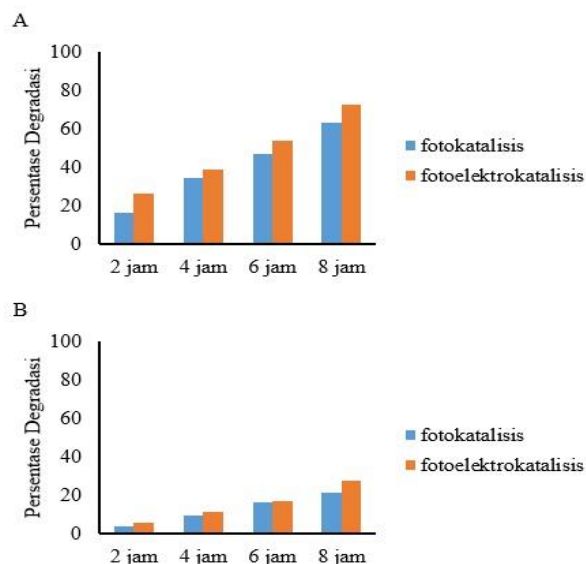 A
Persentase Degradasi
100
80
60
40
20
0
2 jam 4 jam 6 jam 8 jam
fotokatalisis
fotoelektrokatalisis
B
Persentase Degradasi
100
80
60
40
20
0
2 jam 4 jam 6 jam 8 jam
fotokatalisis
fotoelektrokatalisis